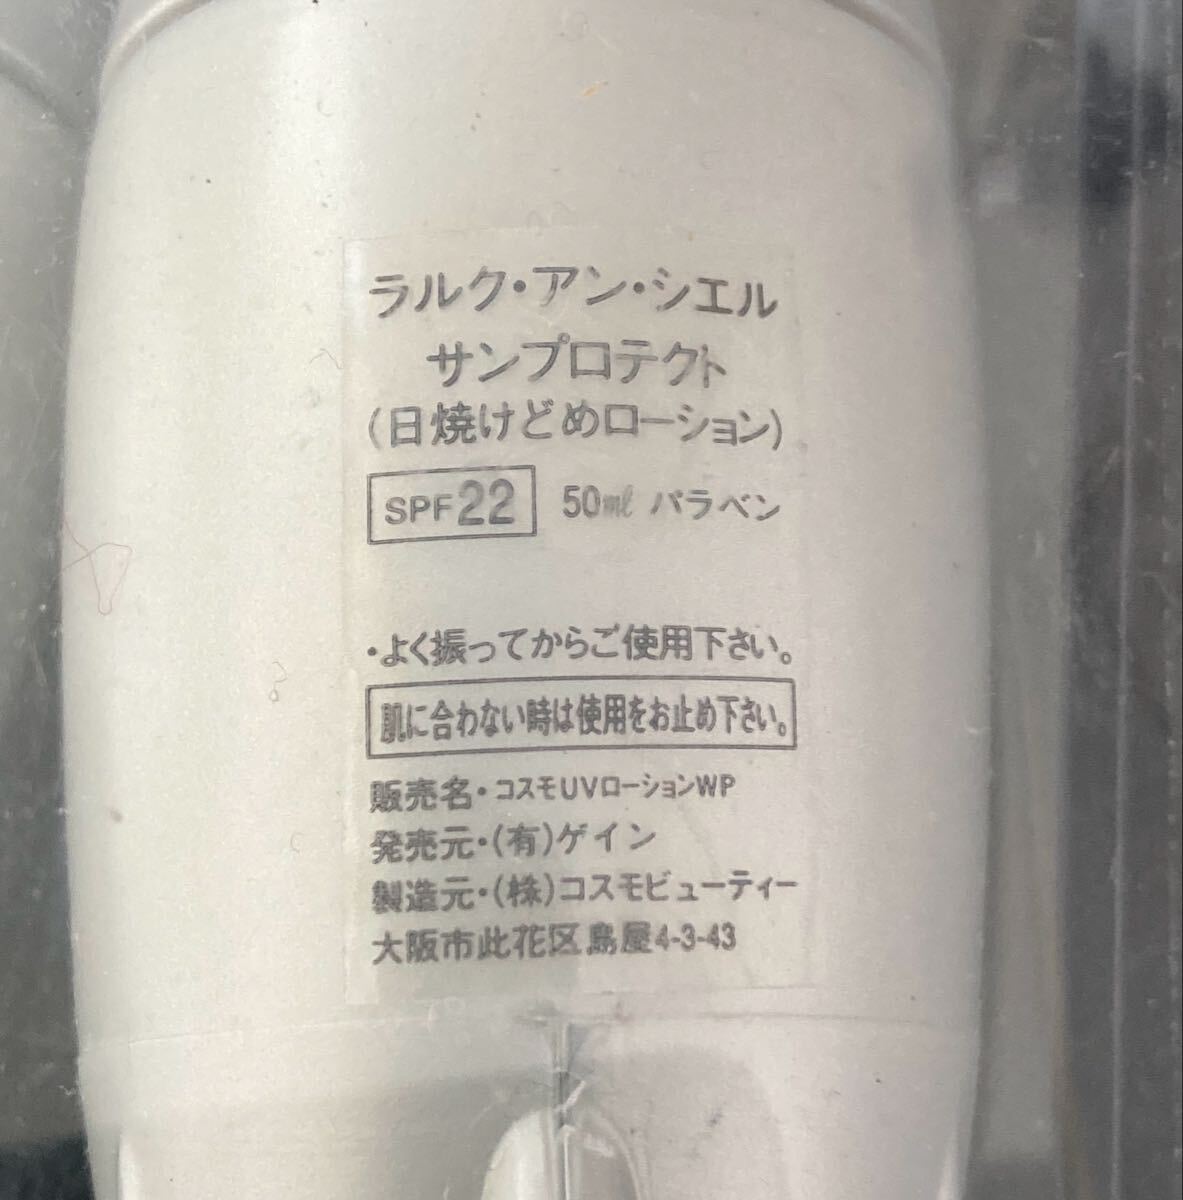 ラルク・アン・シエル
サンプロテクト
(日焼けどめローション)
SPF22 50㎖ パラベン
・よく振ってからご使用下さい。
肌に合わない時は使用をお止め下さい。
販売名・コスモUVローションWP
発売元・(有)ゲイン
製造元・(株)コスモビューティー
大阪市此花区島屋4-3-43